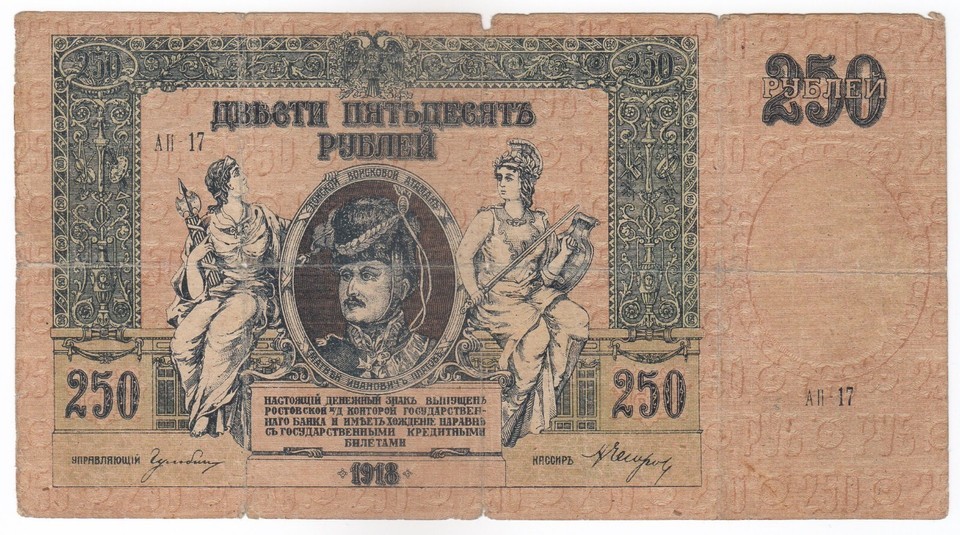 250
250
250
РУБЛЕЙ
ДВѢСТИ ПЯТЬДЕСЯТЪ
РУБЛЕЙ
АП-17
ДОНСКОЙ ВОЙСКОВОЙ АТАМАНЪ
МАТВѢЙ ИВАНОВИЧЪ ПЛАТОВЪ
250
250
АП-17
НАСТОЯЩІЙ ДЕНЕЖНЫЙ ЗНАКЪ ВЫПУЩЕНЪ
РОСТОВСКОЙ Н/Д КОНТОРОЙ ГОСУДАРСТВЕН-
НАГО БАНКА И ИМѢЕТЪ ХОЖДЕНІЕ НАРАВНѢ
СЪ ГОСУДАРСТВЕННЫМИ КРЕДИТНЫМИ
БИЛЕТАМИ
УПРАВЛЯЮЩІЙ
КАССИРЪ
1918